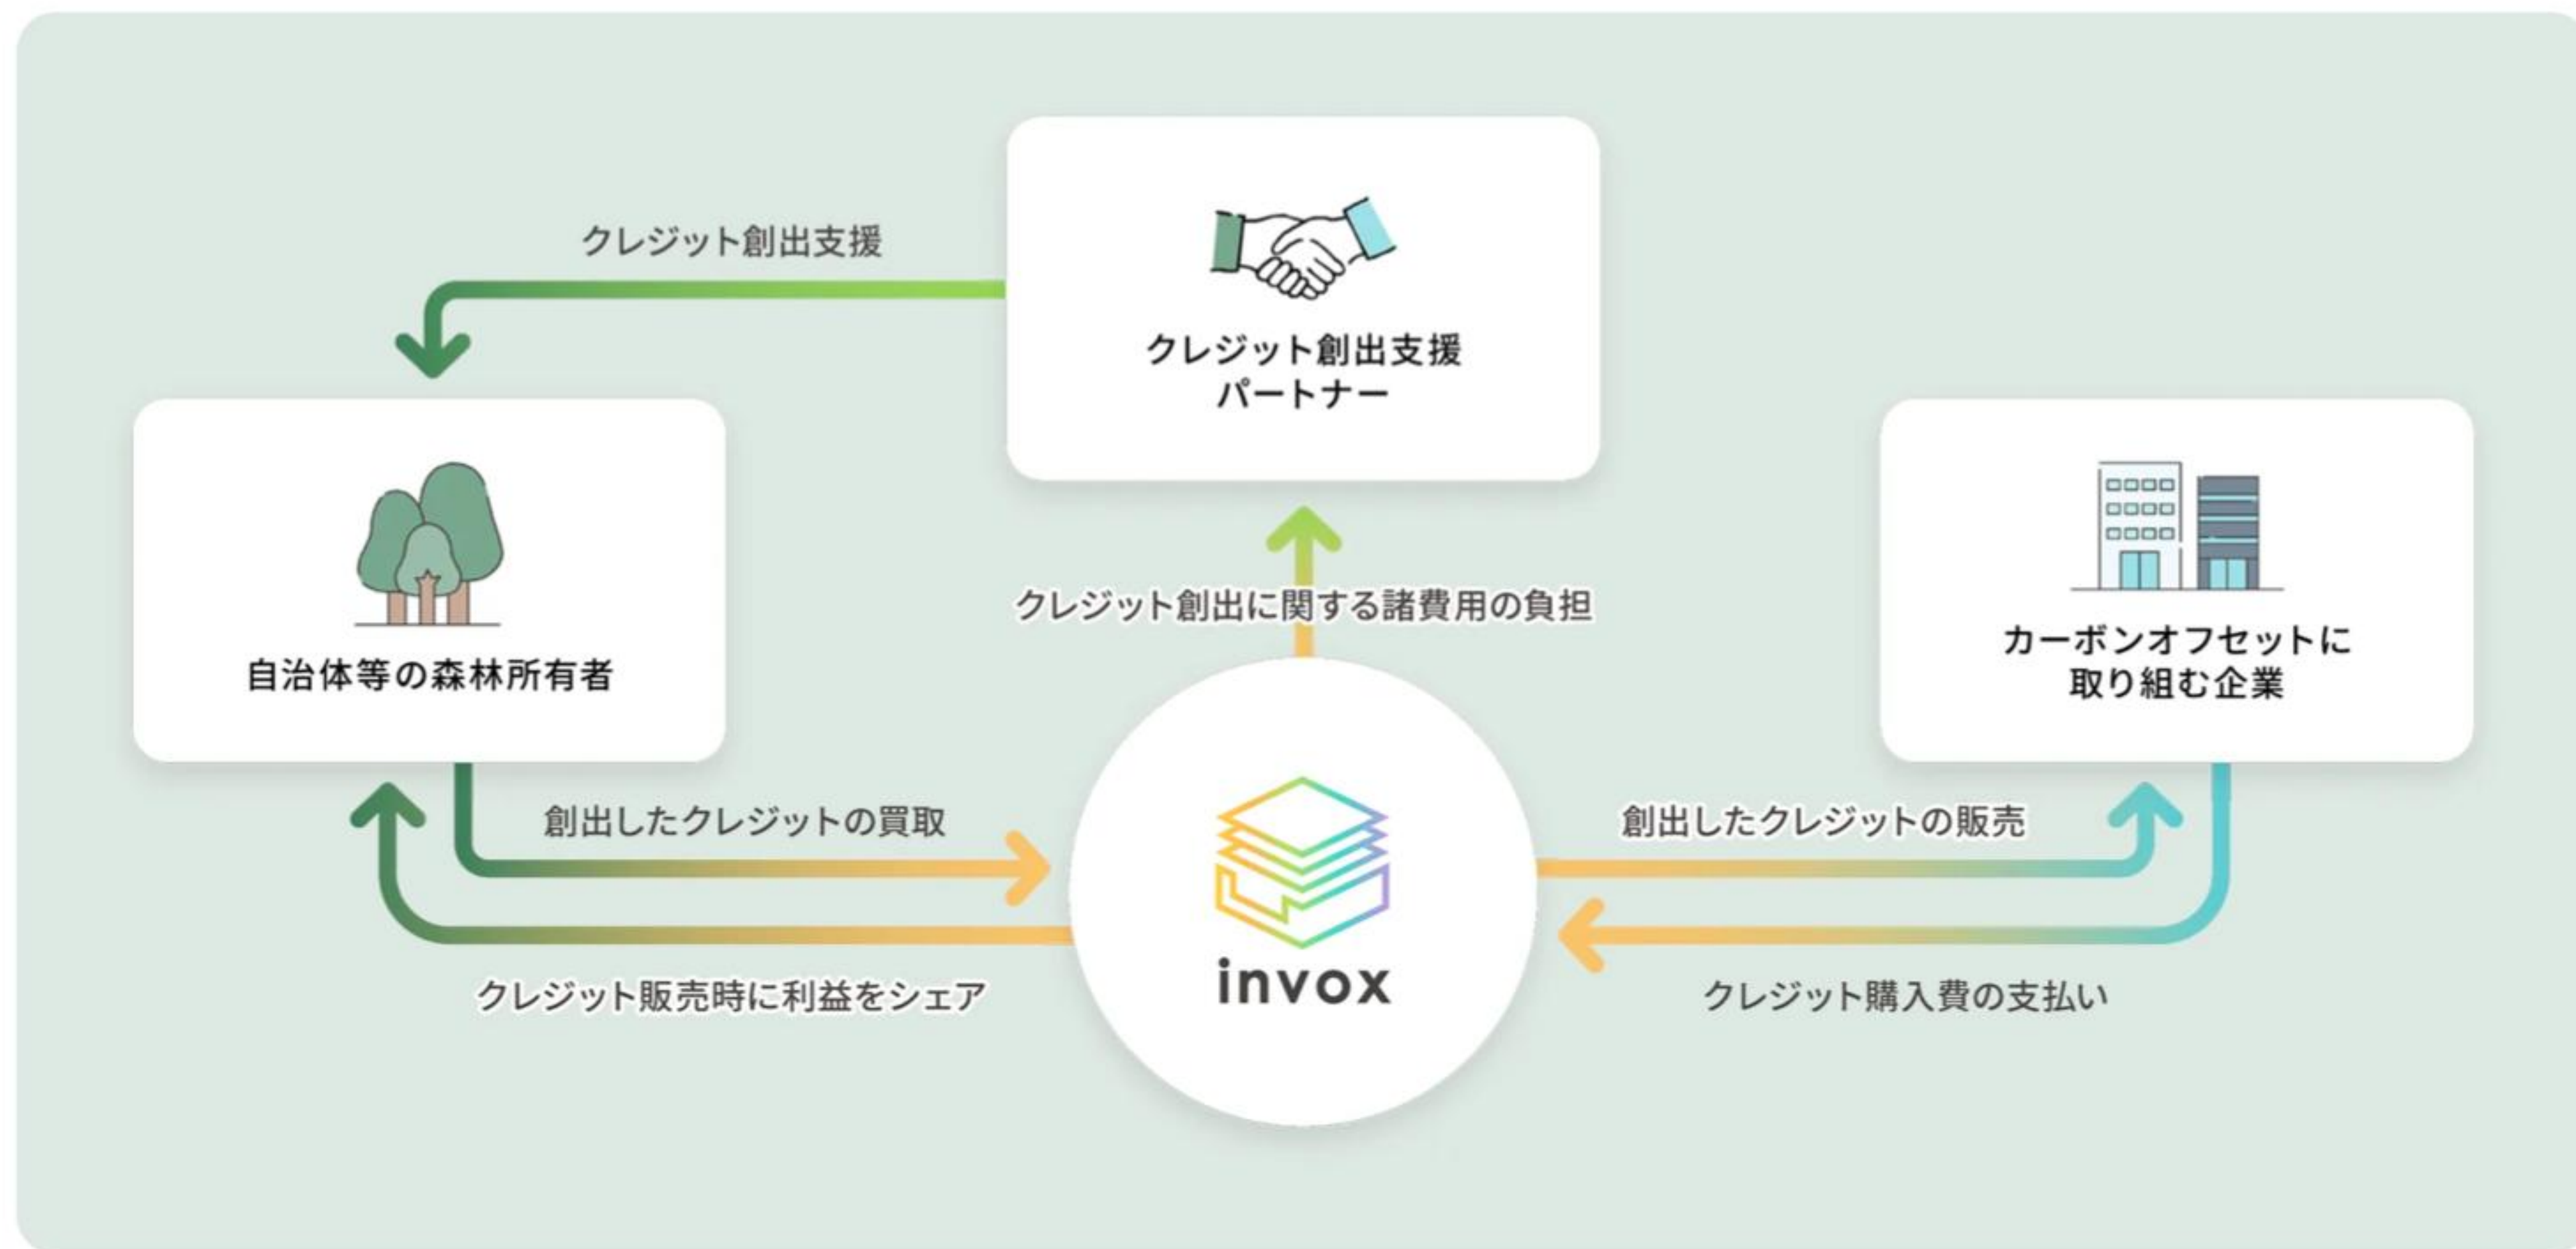 クレジット創出支援
クレジット創出支援
パートナー
自治体等の森林所有者
クレジット創出に関する諸費用の負担
カーボンオフセットに
取り組む企業
創出したクレジットの買取
創出したクレジットの販売
invox
クレジット販売時に利益をシェア
クレジット購入費の支払い